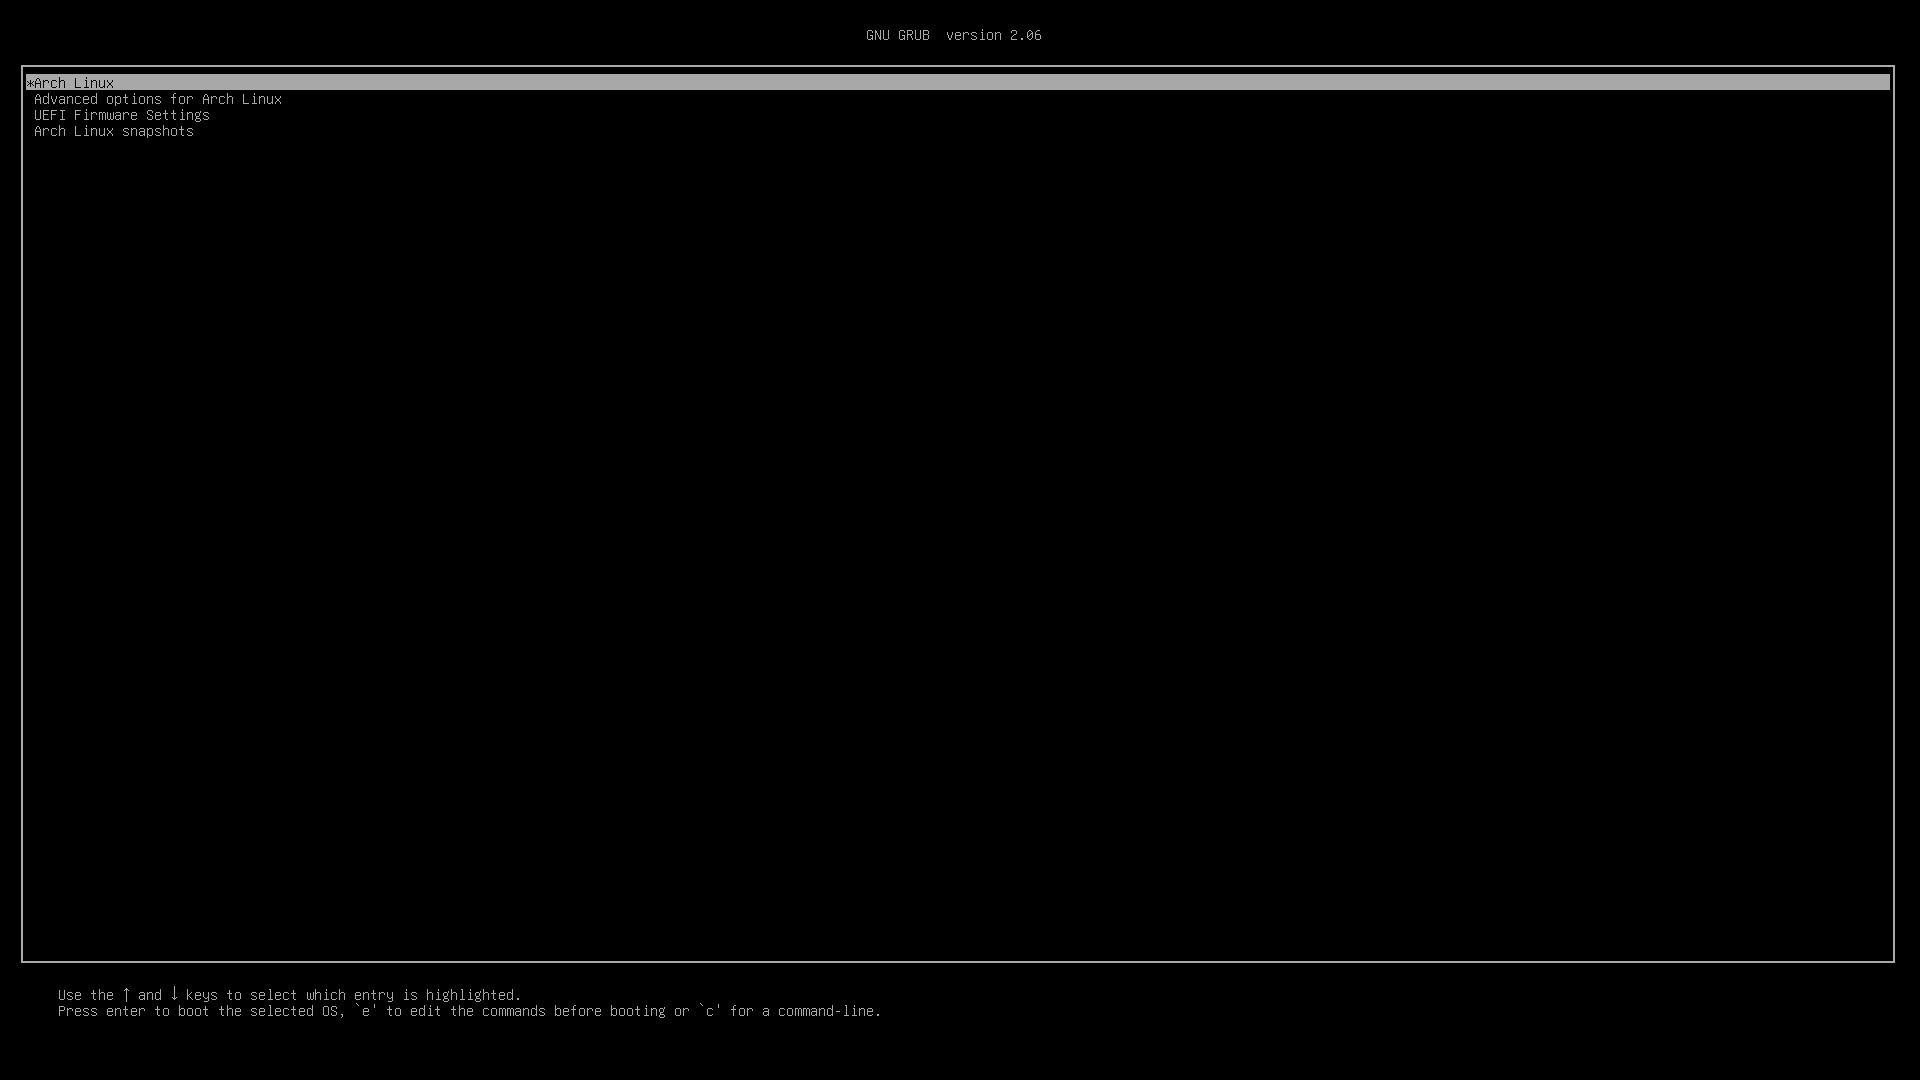 GNU GRUB  version 2.06
*Arch Linux
Advanced options for Arch Linux
UEFI Firmware Settings
Arch Linux snapshots
Use the ↑ and ↓ keys to select which entry is highlighted.
Press enter to boot the selected OS, `e' to edit the commands before booting or `c' for a command-line.